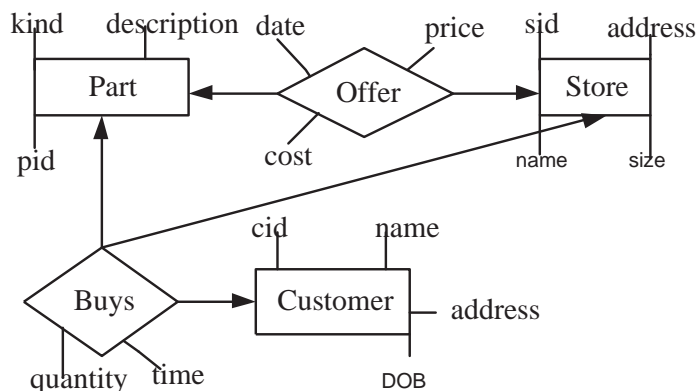 kind description date price sid address
Part Offer Store
pid cost name size
cid name
Buys Customer address
quantity time DOB